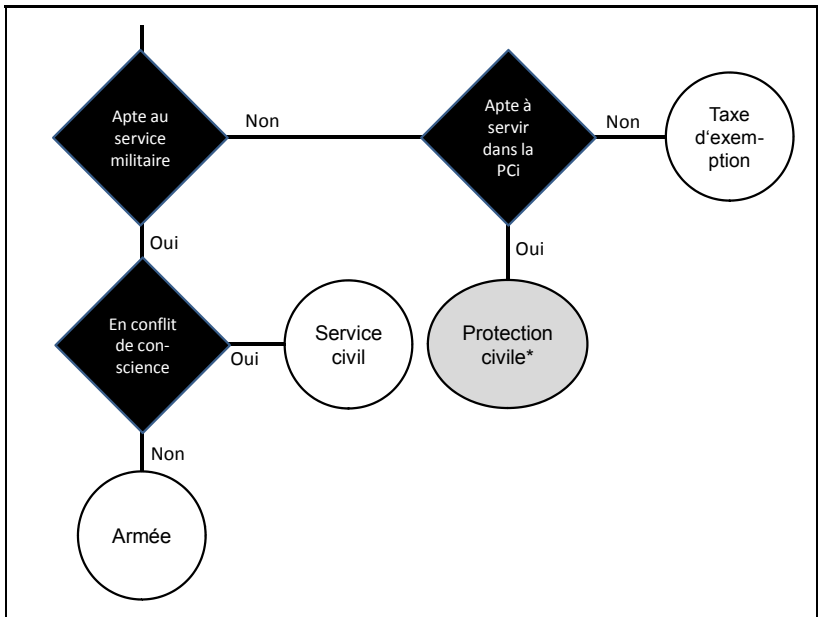 Apte au
service
militaire
Non
Apte à
servir
dans la
PCi
Non
Taxe
d‘exem-
ption
Oui
Oui
En conflit
de con-
science
Oui
Service
civil
Protection
civile*
Non
Armée